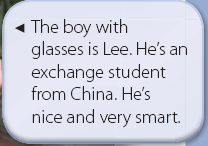 ◄ The boy with
glasses is Lee. He's an
exchange student
from China. He's
nice and very smart.